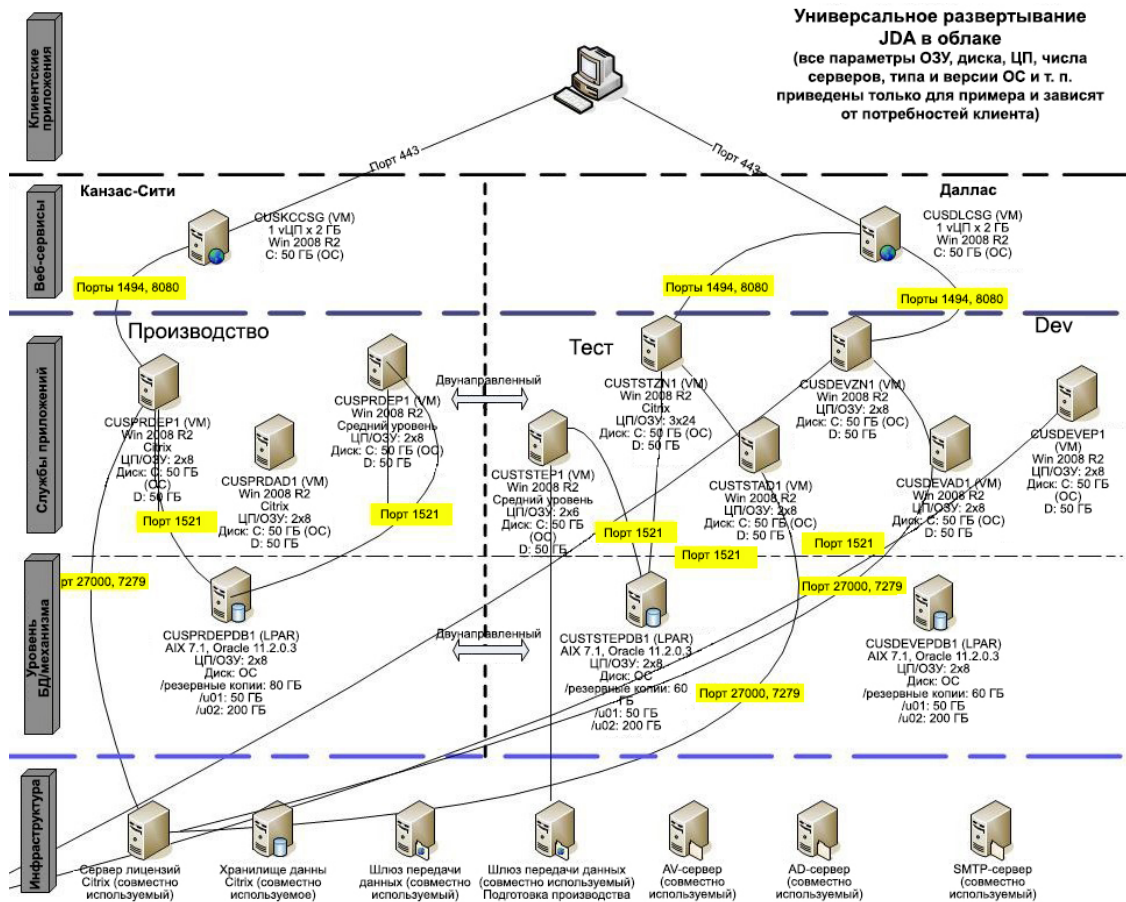 Универсальное развертывание
JDA в облаке
(все параметры ОЗУ, диска, ЦП, числа
серверов, типа и версии ОС и т. п.
приведены только для примера и зависят
от потребностей клиента)
Клиентские
приложения
Порт 443
Порт 443
Канзас-Сити
Даллас
Веб-сервисы
CUSKCCSG (VM)
1 vЦП x 2 ГБ
Win 2008 R2
C: 50 ГБ (ОС)
CUSDLCSG (VM)
1 vЦП x 2 ГБ
Win 2008 R2
C: 50 ГБ (ОС)
Порты 1494, 8080
Порты 1494, 8080
Порты 1494, 8080
Службы приложений
Производство
Тест
Dev
CUSPRDEP1 (VM)
Win 2008 R2
Citrix
ЦП/ОЗУ: 2x8
Диск: C: 50 ГБ
(ОС)
D: 50 ГБ
CUSPRDAD1 (VM)
Win 2008 R2
Citrix
ЦП/ОЗУ: 2x8
Диск: C: 50 ГБ (ОС)
D: 50 ГБ
CUSPRDEP1 (VM)
Win 2008 R2
Средний уровень
ЦП/ОЗУ: 2x8
Диск: C: 50 ГБ (ОС)
D: 50 ГБ
Двунаправленный
CUSTSTEP1 (VM)
Win 2008 R2
Средний уровень
ЦП/ОЗУ: 2x6
Диск: C: 50 ГБ
(ОС)
D: 50 ГБ
CUSTSTZN1 (VM)
Win 2008 R2
Citrix
ЦП/ОЗУ: 3x24
Диск: C: 50 ГБ (ОС)
D: 50 ГБ
CUSTSTAD1 (VM)
Win 2008 R2
ЦП/ОЗУ: 2x8
Диск: C: 50 ГБ (ОС)
D: 50 ГБ
CUSDEVZN1 (VM)
Win 2008 R2
ЦП/ОЗУ: 2x8
Диск: C: 50 ГБ (ОС)
D: 50 ГБ
CUSDEVAD1 (VM)
Win 2008 R2
ЦП/ОЗУ: 2x8
Диск: C: 50 ГБ (ОС)
D: 50 ГБ
CUSDEVEP1
(VM)
Win 2008 R2
ЦП/ОЗУ: 2x8
Диск: C: 50 ГБ (ОС)
D: 50 ГБ
Порт 1521
Порт 1521
Порт 1521
Порт 1521
Порт 1521
рт 27000, 7279
Порт 27000, 7279
Порт 27000, 7279
Уровень
БД/механизма
CUSPRDEPDB1 (LPAR)
AIX 7.1, Oracle 11.2.0.3
ЦП/ОЗУ: 2x8
Диск: ОС
/резервные копии: 80 ГБ
/u01: 50 ГБ
/u02: 200 ГБ
Двунаправленный
CUSTSTEPDB1 (LPAR)
AIX 7.1, Oracle 11.2.0.3
ЦП/ОЗУ: 2x8
Диск: ОС
/резервные копии: 60
ГБ
/u01: 50 ГБ
/u02: 200 ГБ
CUSDEVEPDB1 (LPAR)
AIX 7.1, Oracle 11.2.0.3
ЦП/ОЗУ: 2x8
Диск: ОС
/резервные копии: 60 ГБ
/u01: 50 ГБ
/u02: 200 ГБ
Инфраструктура
Сервер лицензий
Citrix (совместно
используемый)
Хранилище данны
Citrix (совместно
используемое)
Шлюз передачи
данных (совместно
используемый)
Шлюз передачи данных
(совместно используемый)
Подготовка производства
AV-сервер
(совместно
используемый)
AD-сервер
(совместно
используемый)
SMTP-сервер
(совместно
используемый)